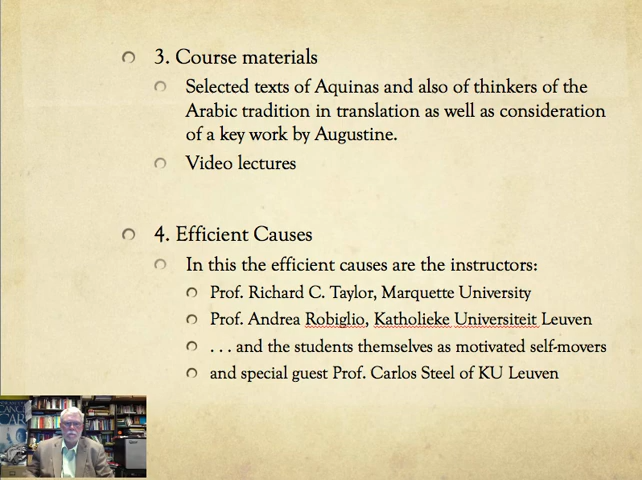 3. Course materials
Selected texts of Aquinas and also of thinkers of the
Arabic tradition in translation as well as consideration
of a key work by Augustine.
Video lectures
4. Efficient Causes
In this the efficient causes are the instructors:
Prof. Richard C. Taylor, Marquette University
Prof. Andrea Robiglio, Katholieke Universiteit Leuven
. . . and the students themselves as motivated self-movers
and special guest Prof. Carlos Steel of KU Leuven